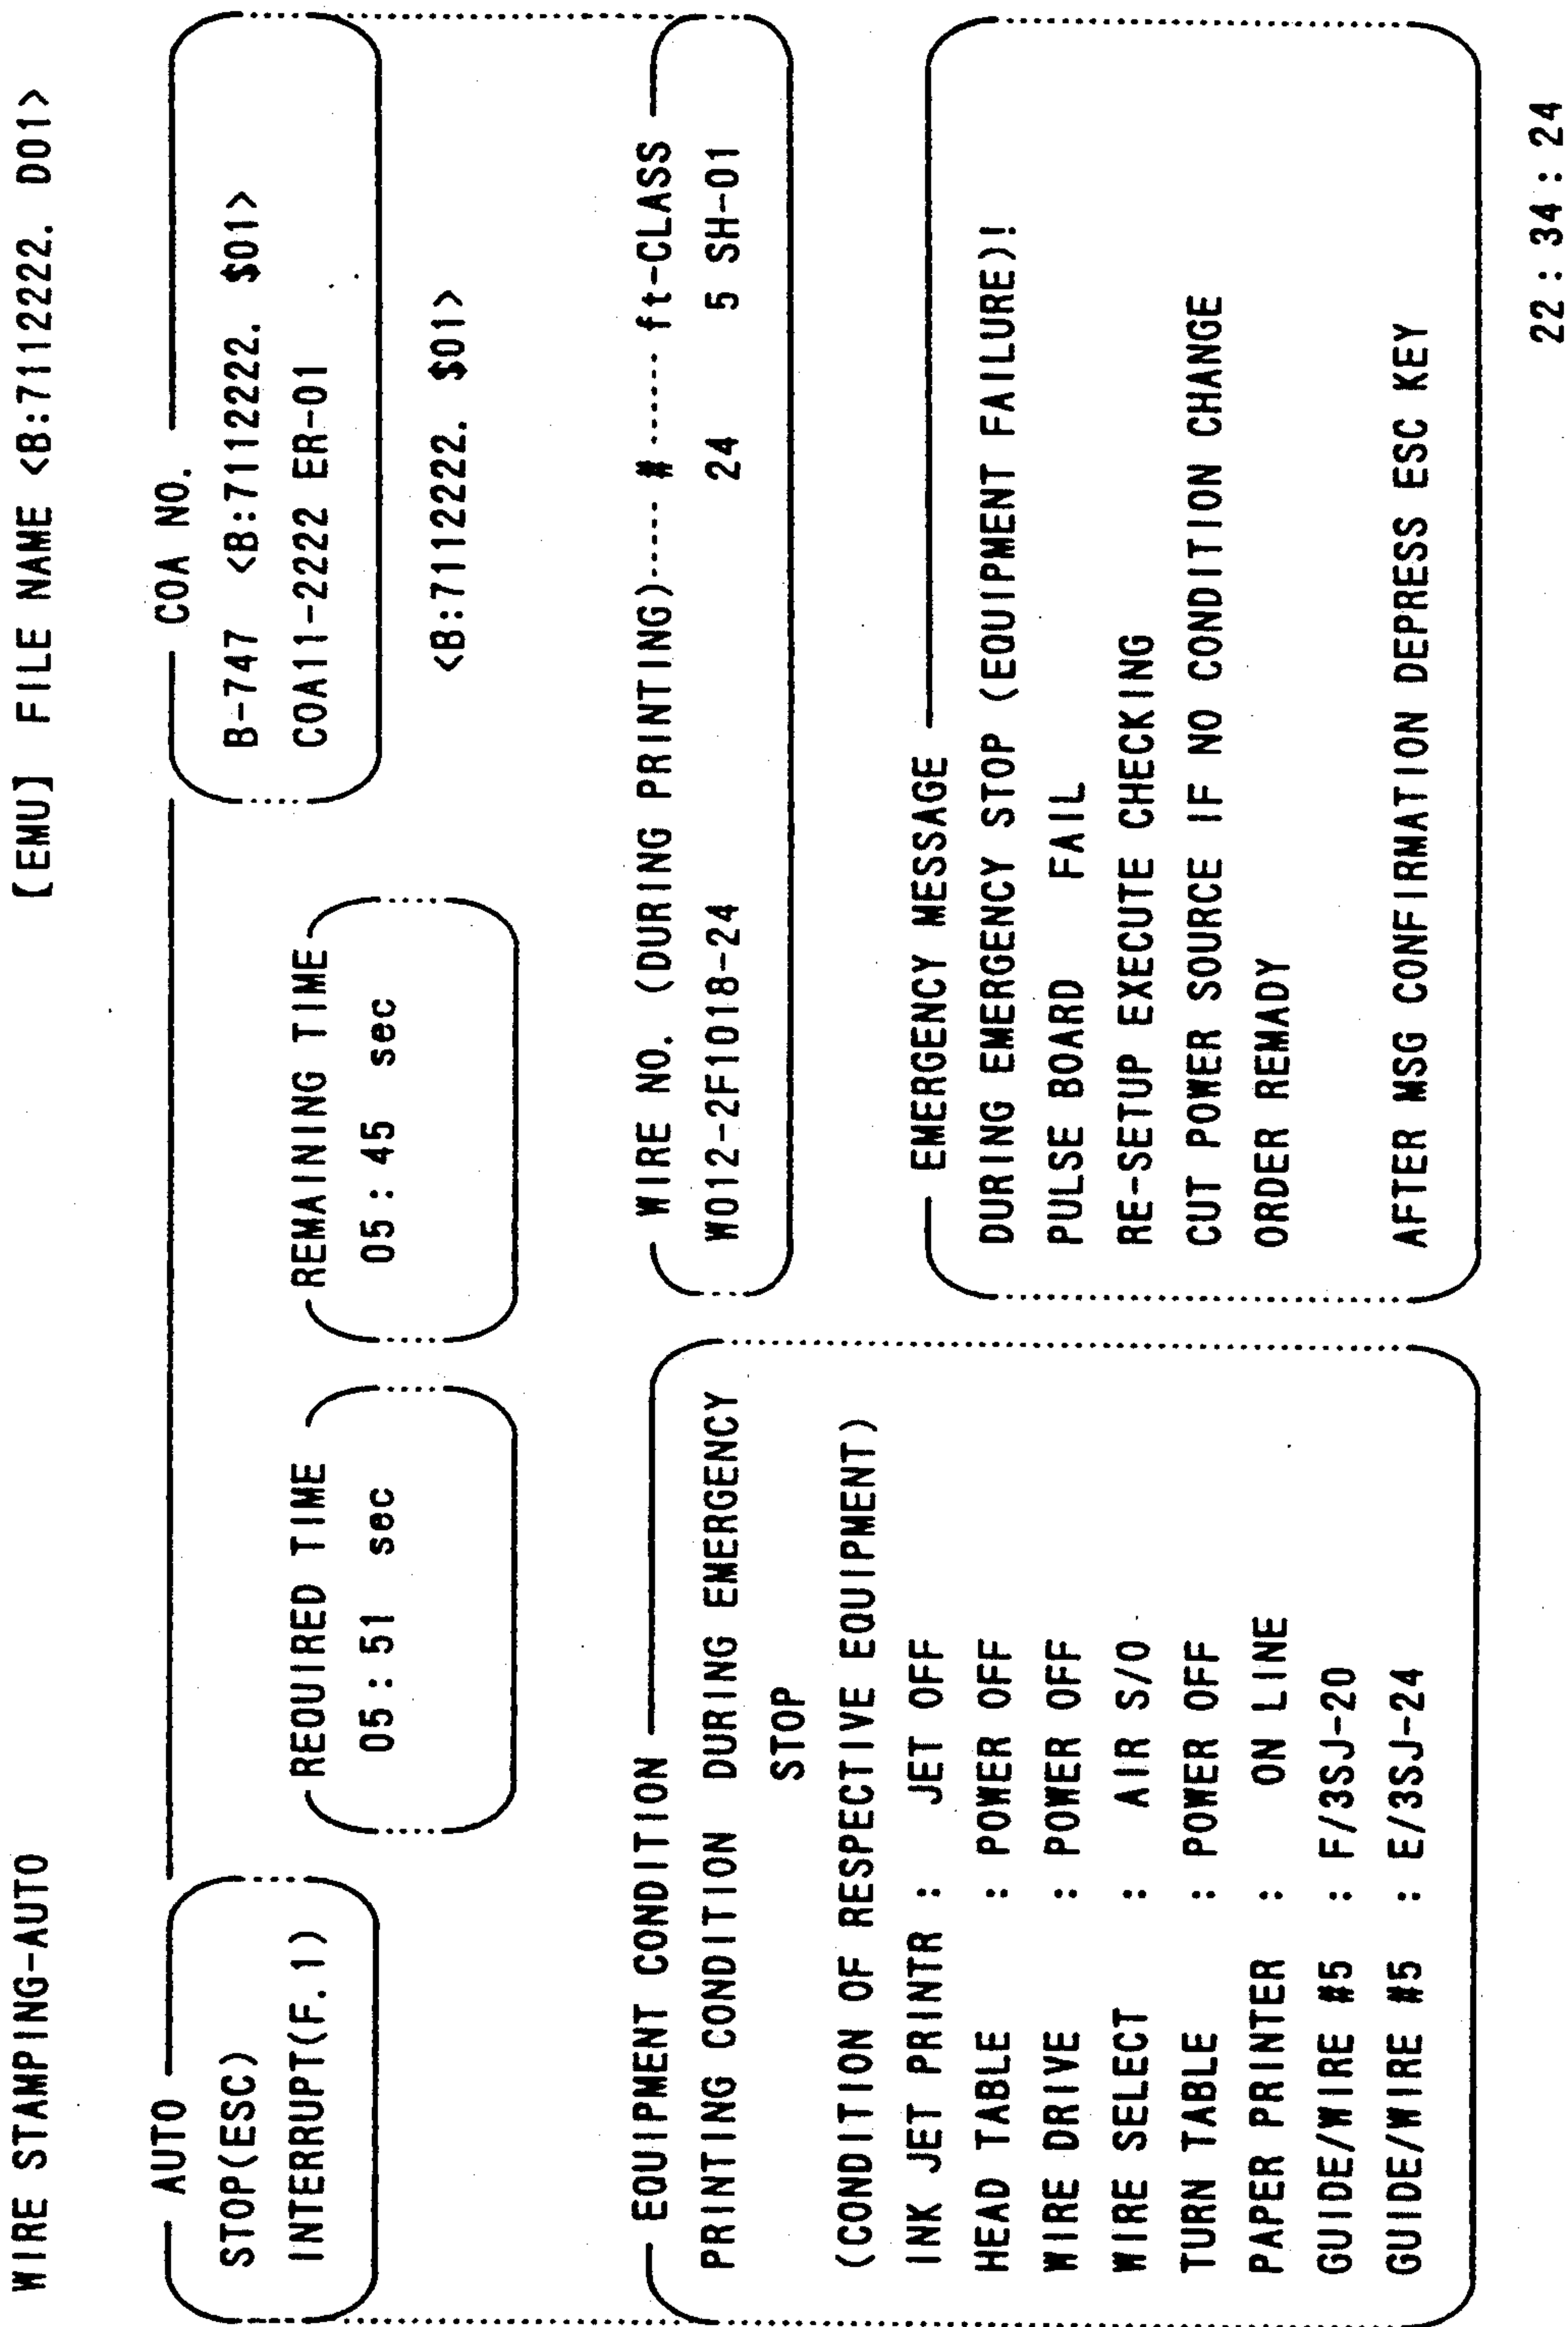 WIRE STAMPING-AUTO [EMU] FILE NAME <B:7112222. D01>
AUTO
STOP(ESC)
INTERRUPT(F. 1)
REQUIRED TIME
05:51 sec
REMAINING TIME
05:45 sec
COA NO.
B-747 <B:7112222. $01>
COA11-2222 ER-01
<B:7112222. $01>
EQUIPMENT CONDITION
PRINTING CONDITION DURING EMERGENCY
STOP
(CONDITION OF RESPECTIVE EQUIPMENT)
INK JET PRINTR : JET OFF
HEAD TABLE : POWER OFF
WIRE DRIVE : POWER OFF
WIRE SELECT : AIR S/O
TURN TABLE : POWER OFF
PAPER PRINTER : ON LINE
GUIDE/WIRE #5 : F/3SJ-20
GUIDE/WIRE #5 : E/3SJ-24
WIRE NO. (DURING PRINTING)----- #------ ft-CLASS
W012-2F1018-24 24 5 SH-01
EMERGENCY MESSAGE
DURING EMERGENCY STOP (EQUIPMENT FAILURE)!
PULSE BOARD FAIL
RE-SETUP EXECUTE CHECKING
CUT POWER SOURCE IF NO CONDITION CHANGE
ORDER REMADY
AFTER MSG CONFIRMATION DEPRESS ESC KEY
22:34:24